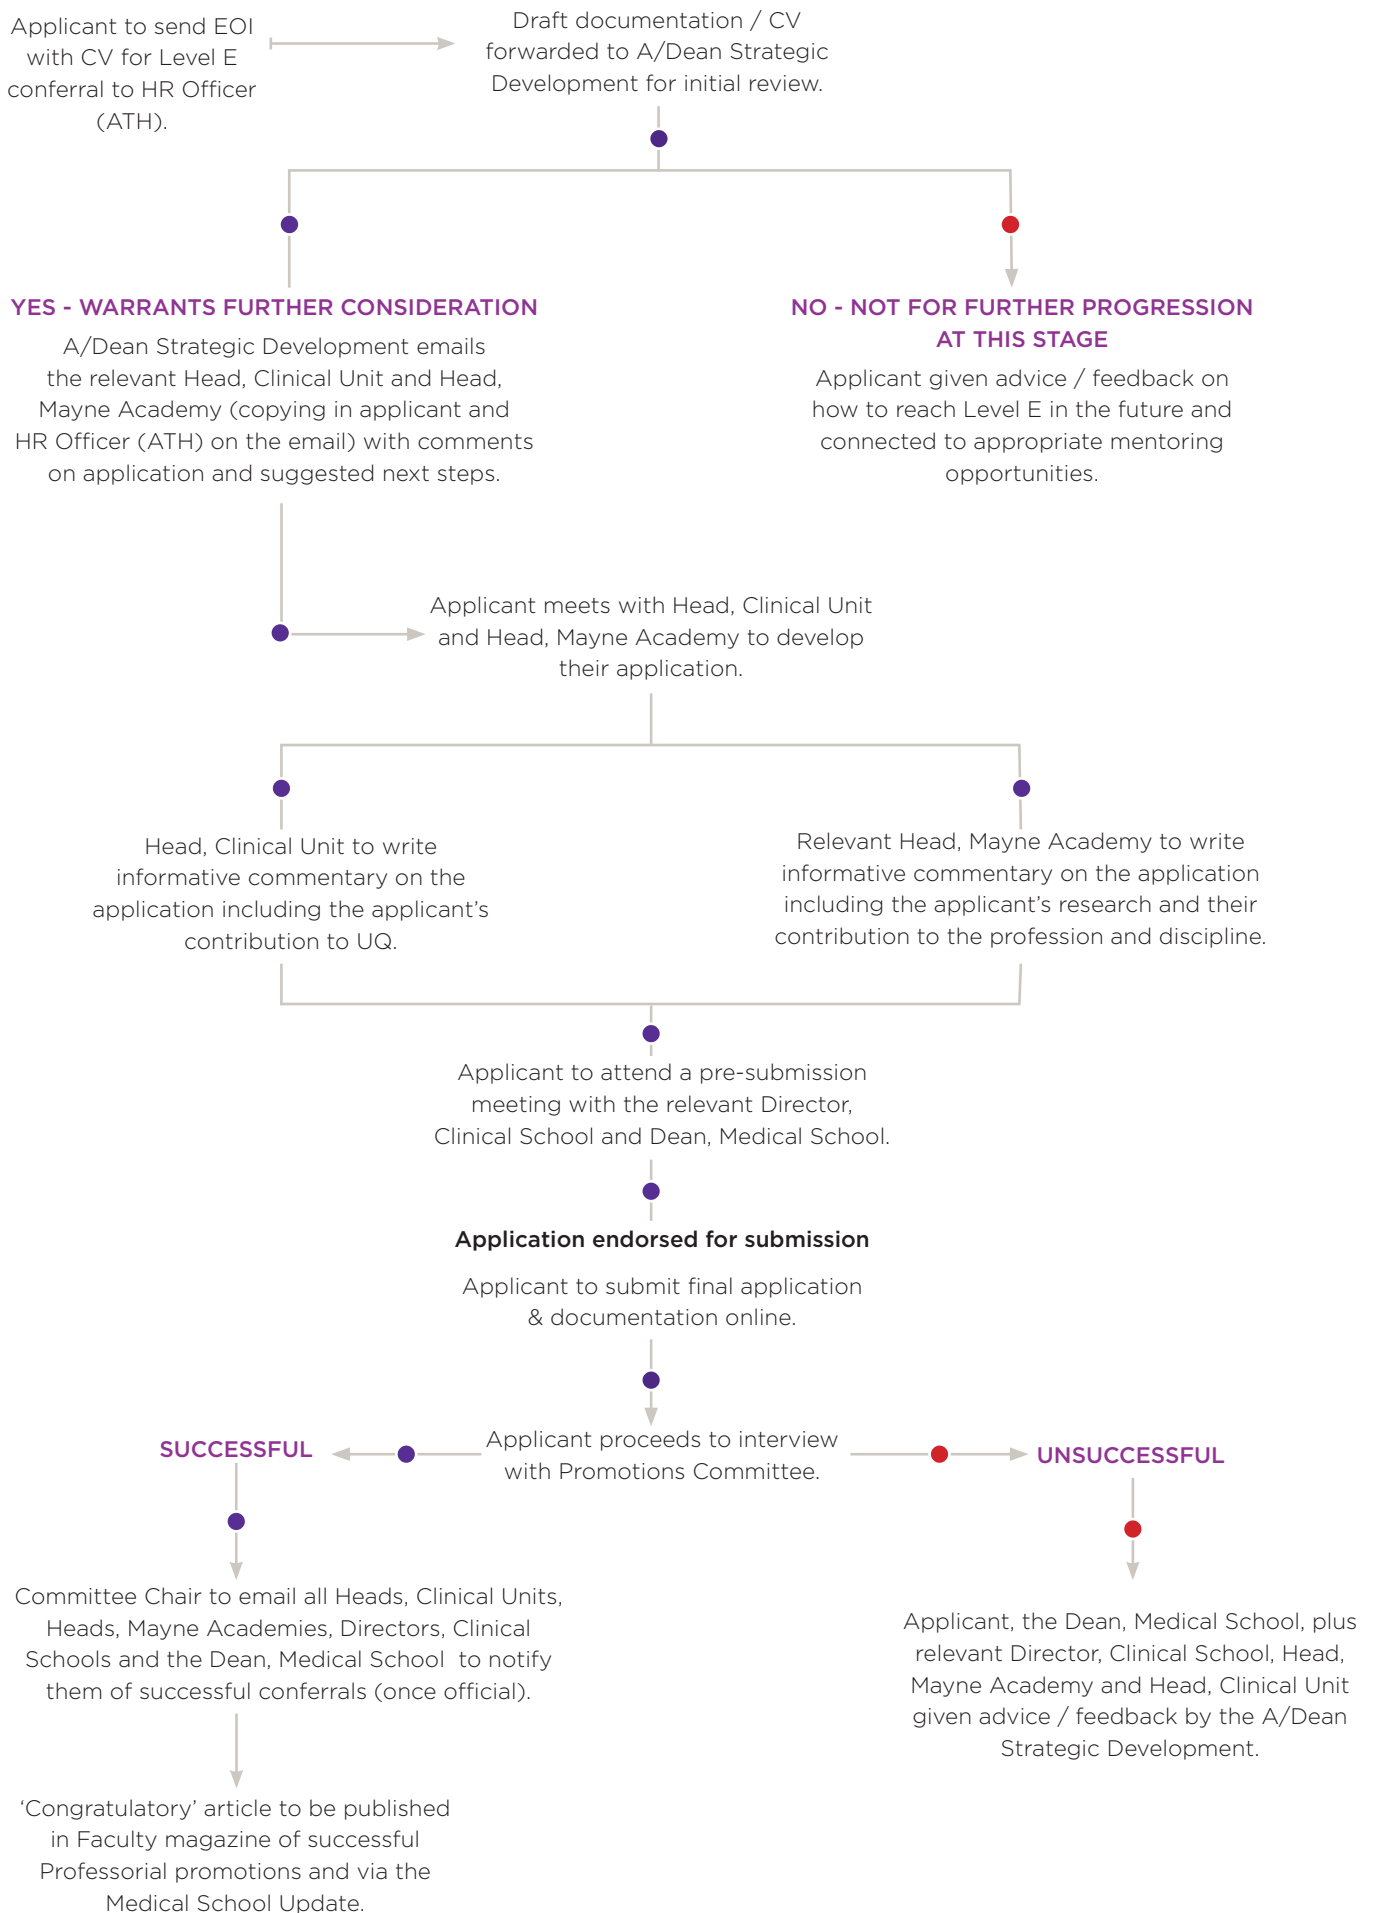 Applicant to send EOI
with CV for Level E
conferral to HR Officer
(ATH).
Draft documentation / CV
forwarded to A/Dean Strategic
Development for initial review.
YES - WARRANTS FURTHER CONSIDERATION
A/Dean Strategic Development emails
the relevant Head, Clinical Unit and Head,
Mayne Academy (copying in applicant and
HR Officer (ATH) on the email) with comments
on application and suggested next steps.
NO - NOT FOR FURTHER PROGRESSION
AT THIS STAGE
Applicant given advice / feedback on
how to reach Level E in the future and
connected to appropriate mentoring
opportunities.
Applicant meets with Head, Clinical Unit
and Head, Mayne Academy to develop
their application.
Head, Clinical Unit to write
informative commentary on the
application including the applicant’s
contribution to UQ.
Relevant Head, Mayne Academy to write
informative commentary on the application
including the applicant’s research and their
contribution to the profession and discipline.
Applicant to attend a pre-submission
meeting with the relevant Director,
Clinical School and Dean, Medical School.
Application endorsed for submission
Applicant to submit final application
& documentation online.
Applicant proceeds to interview
with Promotions Committee.
SUCCESSFUL
Committee Chair to email all Heads, Clinical Units,
Heads, Mayne Academies, Directors, Clinical
Schools and the Dean, Medical School to notify
them of successful conferrals (once official).
‘Congratulatory’ article to be published
in Faculty magazine of successful
Professorial promotions and via the
Medical School Update.
UNSUCCESSFUL
Applicant, the Dean, Medical School, plus
relevant Director, Clinical School, Head,
Mayne Academy and Head, Clinical Unit
given advice / feedback by the A/Dean
Strategic Development.